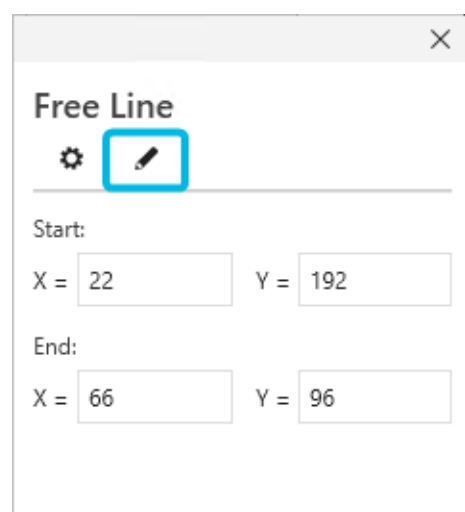 Free Line
Start:
X = 22 Y = 192
End:
X = 66 Y = 96